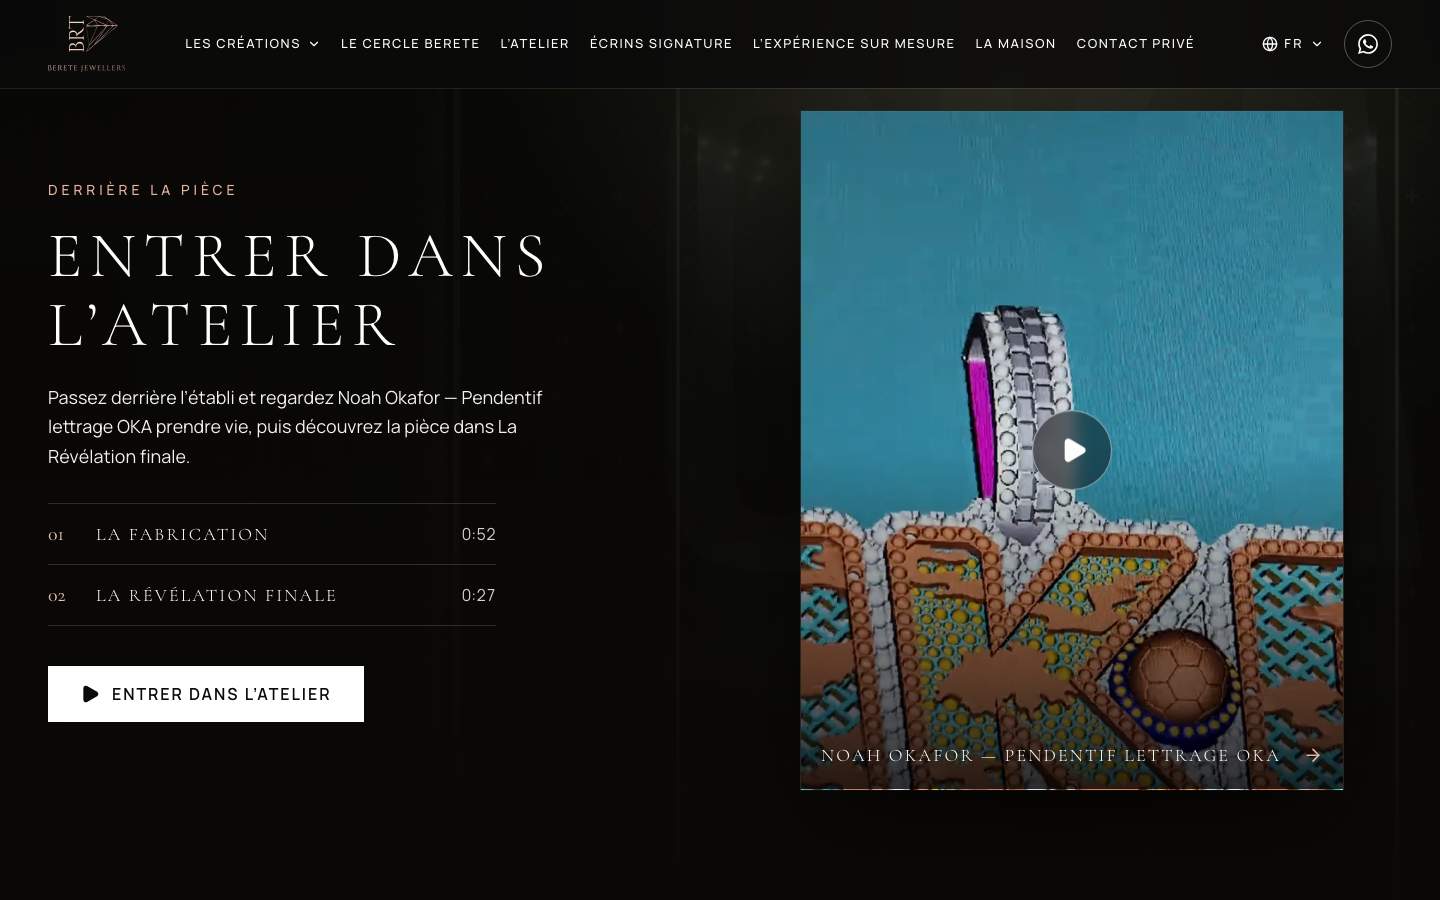 BRT
BERETE JEWELLERS
LES CRÉATIONS
LE CERCLE BERETE
L’ATELIER
ÉCRINS SIGNATURE
L’EXPÉRIENCE SUR MESURE
LA MAISON
CONTACT PRIVÉ
FR
DERRIÈRE LA PIÈCE
ENTRER DANS
L’ATELIER
Passez derrière l’établi et regardez Noah Okafor — Pendentif
lettrage OKA prendre vie, puis découvrez la pièce dans La
Révélation finale.
01 LA FABRICATION 0:52
02 LA RÉVÉLATION FINALE 0:27
ENTRER DANS L’ATELIER
NOAH OKAFOR — PENDENTIF LETTRAGE OKA